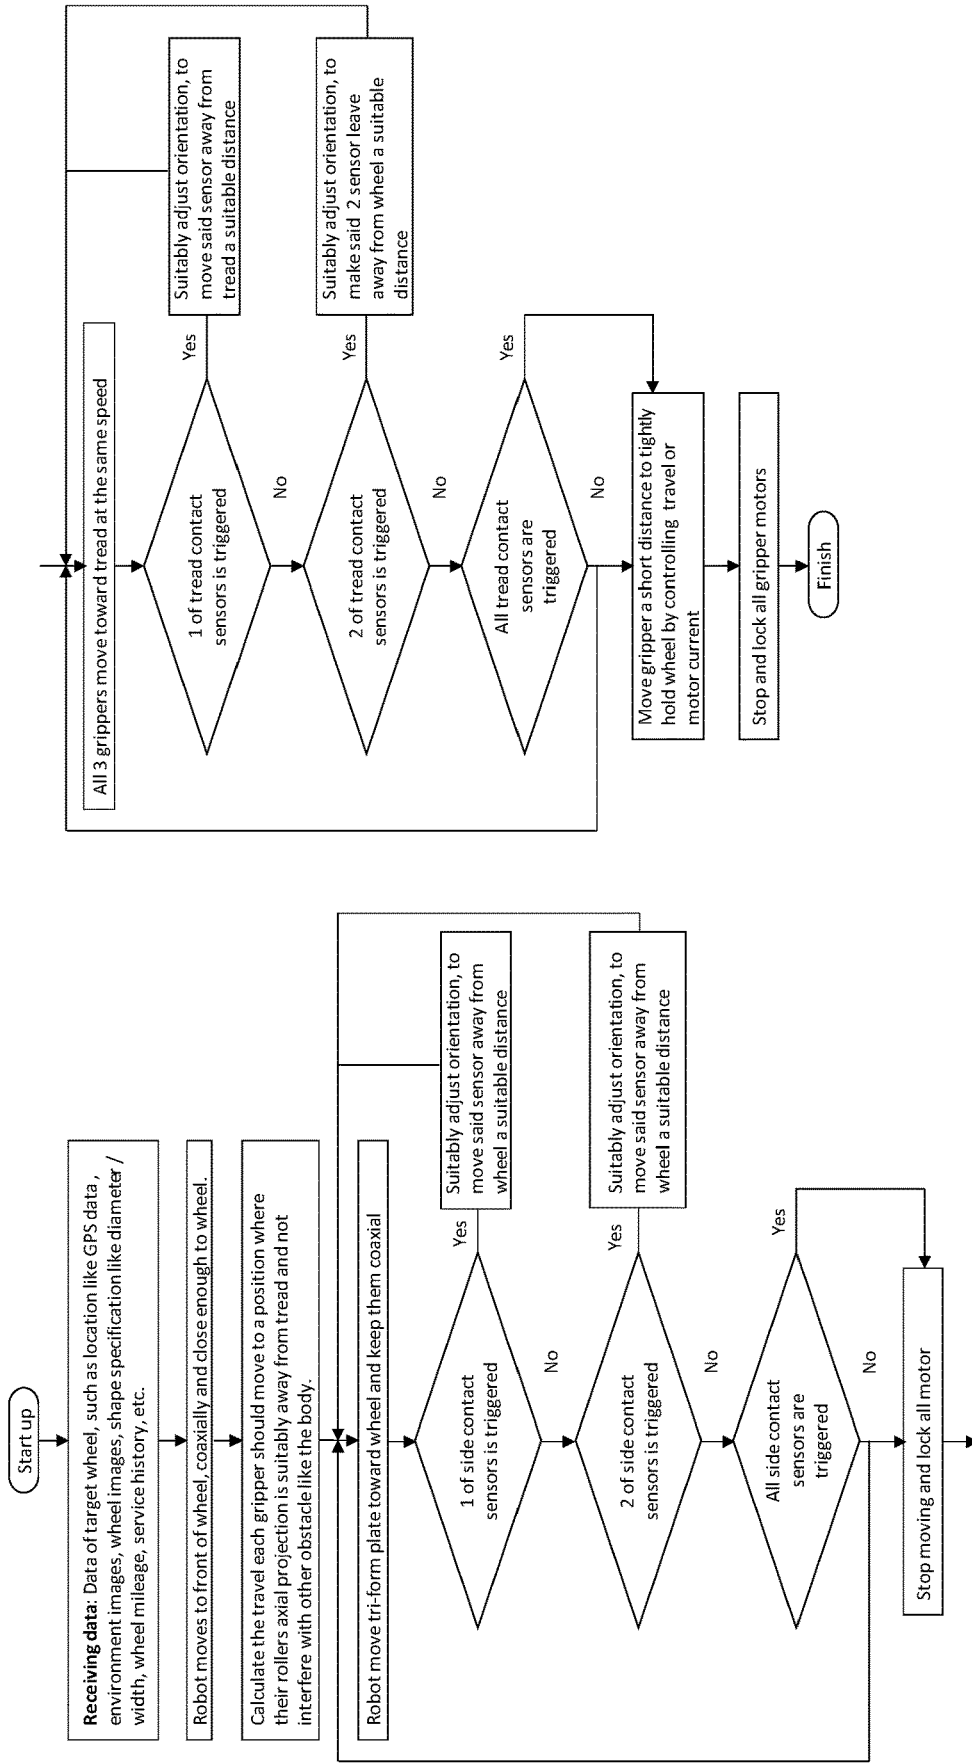 Start up
Receiving data: Data of target wheel, such as location like GPS data ,
environment images, wheel images, shape specification like diameter /
width, wheel mileage, service history, etc.
Robot moves to front of wheel, coaxially and close enough to wheel.
Calculate the travel each gripper should move to a position where
their rollers axial projection is suitably away from tread and not
interfere with other obstacle like the body.
Robot move tri-form plate toward wheel and keep them coaxial
1 of side contact
sensors is triggered
Yes
Suitably adjust orientation, to
move said sensor away from
wheel a suitable distance
No
2 of side contact
sensors is triggered
Yes
Suitably adjust orientation, to
move said sensor away from
wheel a suitable distance
No
All side contact
sensors are
triggered
Yes
No
Stop moving and lock all motor
All 3 grippers move toward tread at the same speed
1 of tread contact
sensors is triggered
Yes
Suitably adjust orientation, to
move said sensor away from
tread a suitable distance
No
2 of tread contact
sensors is triggered
Yes
Suitably adjust orientation, to
make said 2 sensor leave
away from wheel a suitable
distance
No
All tread contact
sensors are
triggered
Yes
No
Move gripper a short distance to tightly
hold wheel by controlling travel or
motor current
Stop and lock all gripper motors
Finish